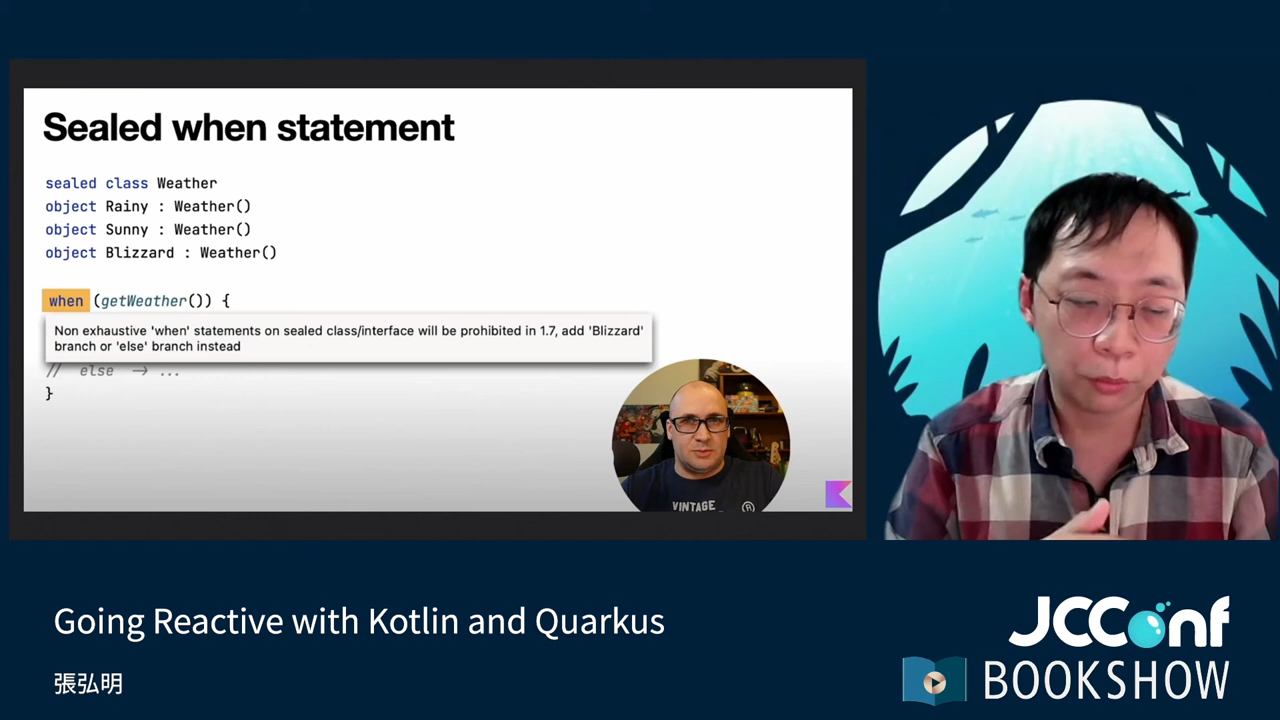 Sealed when statement
sealed class Weather
object Rainy : Weather()
object Sunny : Weather()
object Blizzard : Weather()
when (getWeather()) {
Non exhaustive 'when' statements on sealed class/interface will be prohibited in 1.7, add 'Blizzard'
branch or 'else' branch instead
// else → ...
}
VINTAGE ®
Going Reactive with Kotlin and Quarkus
張弘明
JCConf
BOOKSHOW